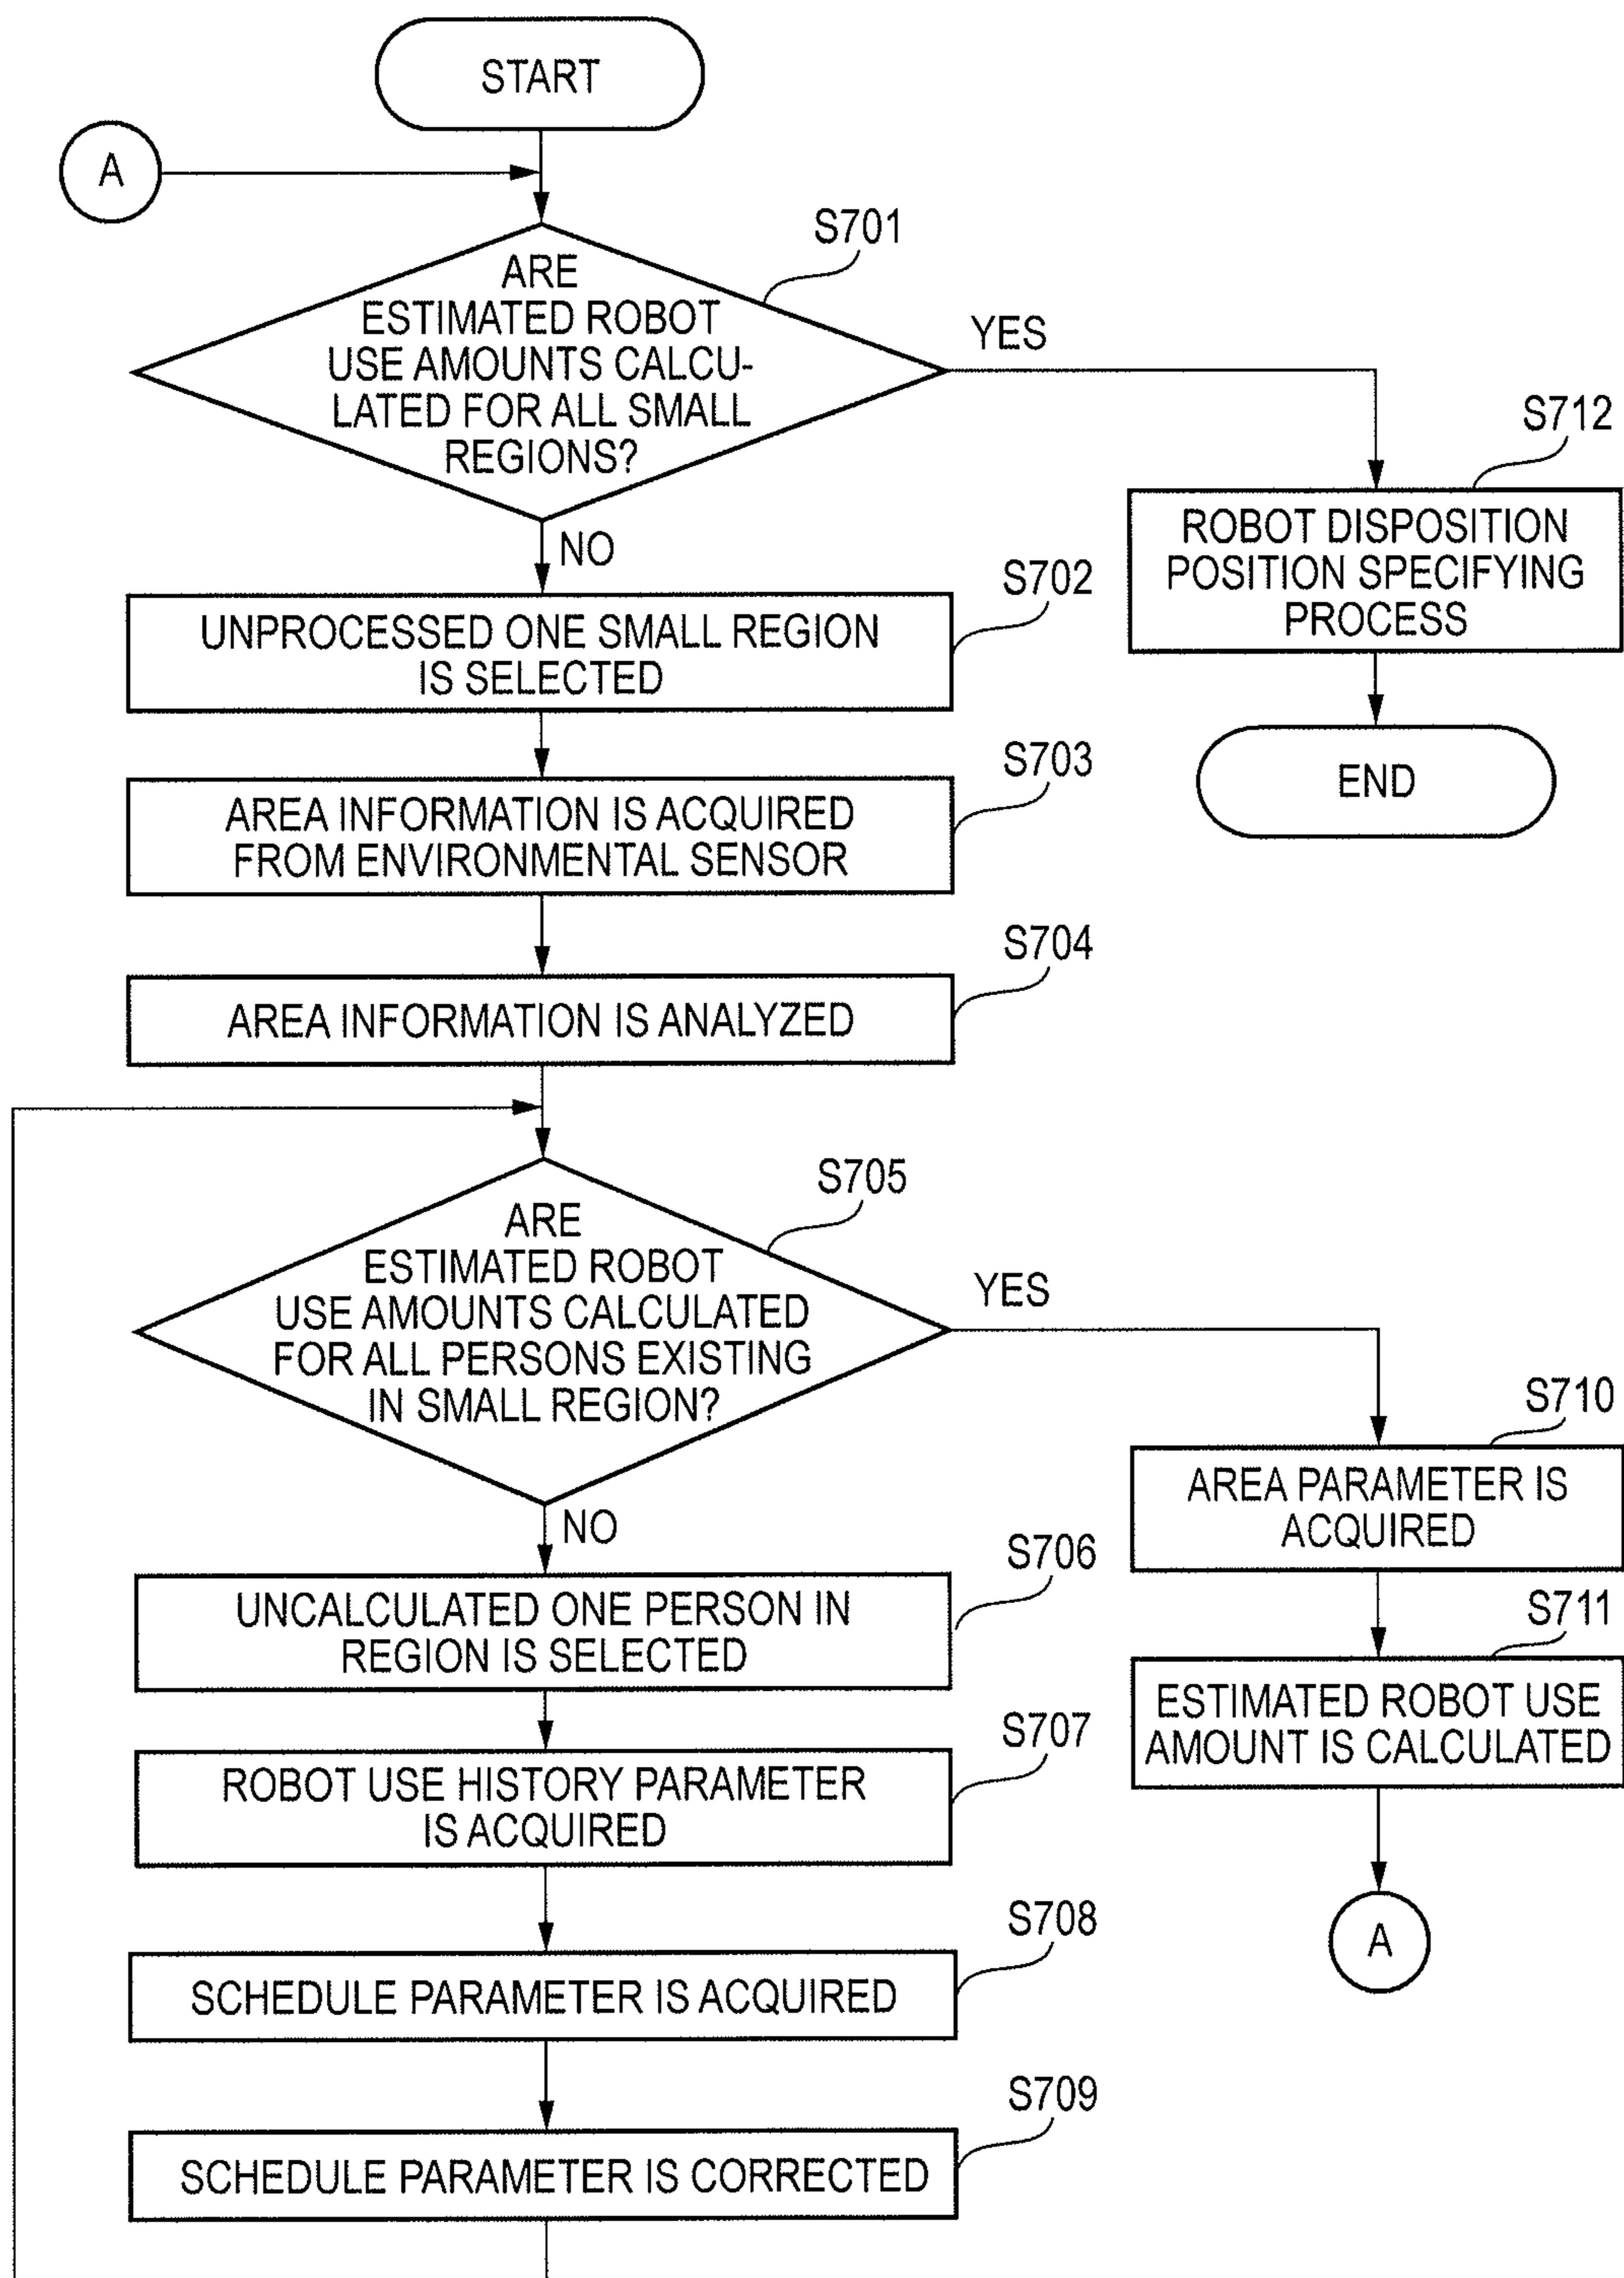 START
A
S701
ARE
ESTIMATED ROBOT
USE AMOUNTS CALCU-
LATED FOR ALL SMALL
REGIONS?
YES
NO
S712
ROBOT DISPOSITION
POSITION SPECIFYING
PROCESS
END
S702
UNPROCESSED ONE SMALL REGION
IS SELECTED
S703
AREA INFORMATION IS ACQUIRED
FROM ENVIRONMENTAL SENSOR
S704
AREA INFORMATION IS ANALYZED
S705
ARE
ESTIMATED ROBOT
USE AMOUNTS CALCULATED
FOR ALL PERSONS EXISTING
IN SMALL REGION?
YES
NO
S710
AREA PARAMETER IS
ACQUIRED
S711
ESTIMATED ROBOT USE
AMOUNT IS CALCULATED
A
S706
UNCALCULATED ONE PERSON IN
REGION IS SELECTED
S707
ROBOT USE HISTORY PARAMETER
IS ACQUIRED
S708
SCHEDULE PARAMETER IS ACQUIRED
S709
SCHEDULE PARAMETER IS CORRECTED